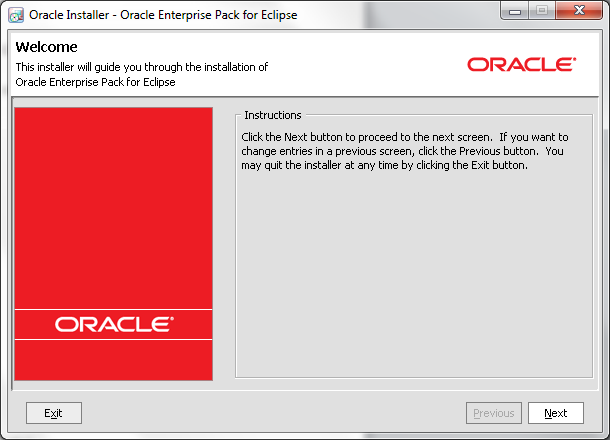 Oracle Installer - Oracle Enterprise Pack for Eclipse
Welcome
This installer will guide you through the installation of
Oracle Enterprise Pack for Eclipse
ORACLE®
Instructions
Click the Next button to proceed to the next screen.  If you want to
change entries in a previous screen, click the Previous button.  You
may quit the installer at any time by clicking the Exit button.
ORACLE®
Exit
Previous
Next